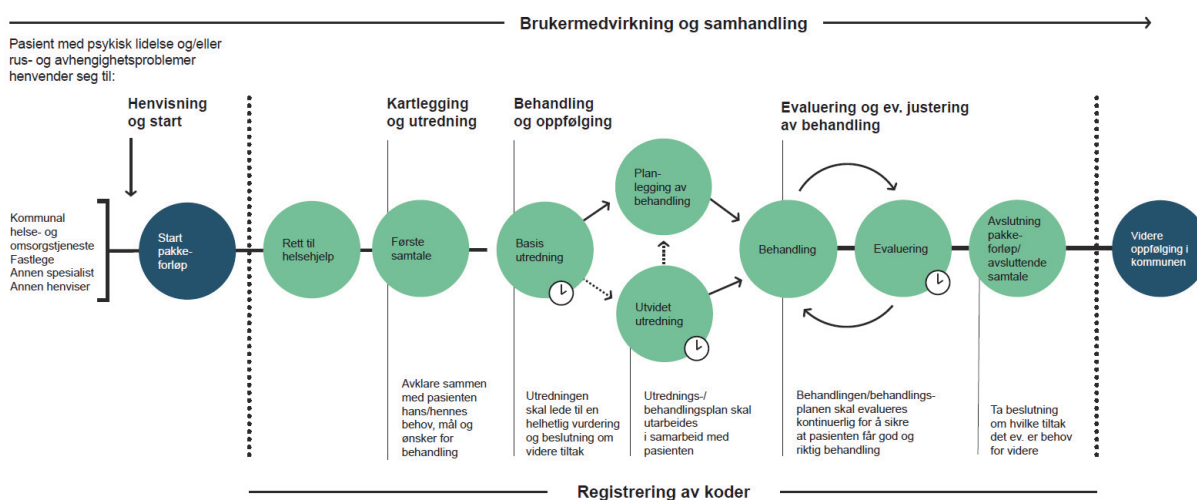 Brukermedvirkning og samhandling
Pasient med psykisk lidelse og/eller
rus- og avhengighetsproblemer
henvender seg til:
Henvisning
og start
Kartlegging
og utredning
Behandling
og oppfølging
Evaluering og ev. justering
av behandling
Kommunal
helse- og
omsorgstjeneste
Fastlege
Annen spesialist
Annen henviser
Start
pakke-
forløp
Rett til
helsehjelp
Første
samtale
Basis
utredning
Plan-
legging av
behandling
Utvidet
utredning
Behandling
Evaluering
Avslutning
pakke-
forløp/
avsluttende
samtale
Videre
oppfølging i
kommunen
Avklare sammen
med pasienten
hans/hennes
behov, mål og
ønsker for
behandling
Utredningen
skal lede til en
helhetlig vurdering
og beslutning om
videre tiltak
Utrednings-/
behandlingsplan skal
utarbeides
i samarbeid med
pasienten
Behandlingen/behandlings-
planen skal evalueres
kontinuerlig for å sikre
at pasienten får god og
riktig behandling
Ta beslutning
om hvilke tiltak
det ev. er behov
for videre
Registrering av koder